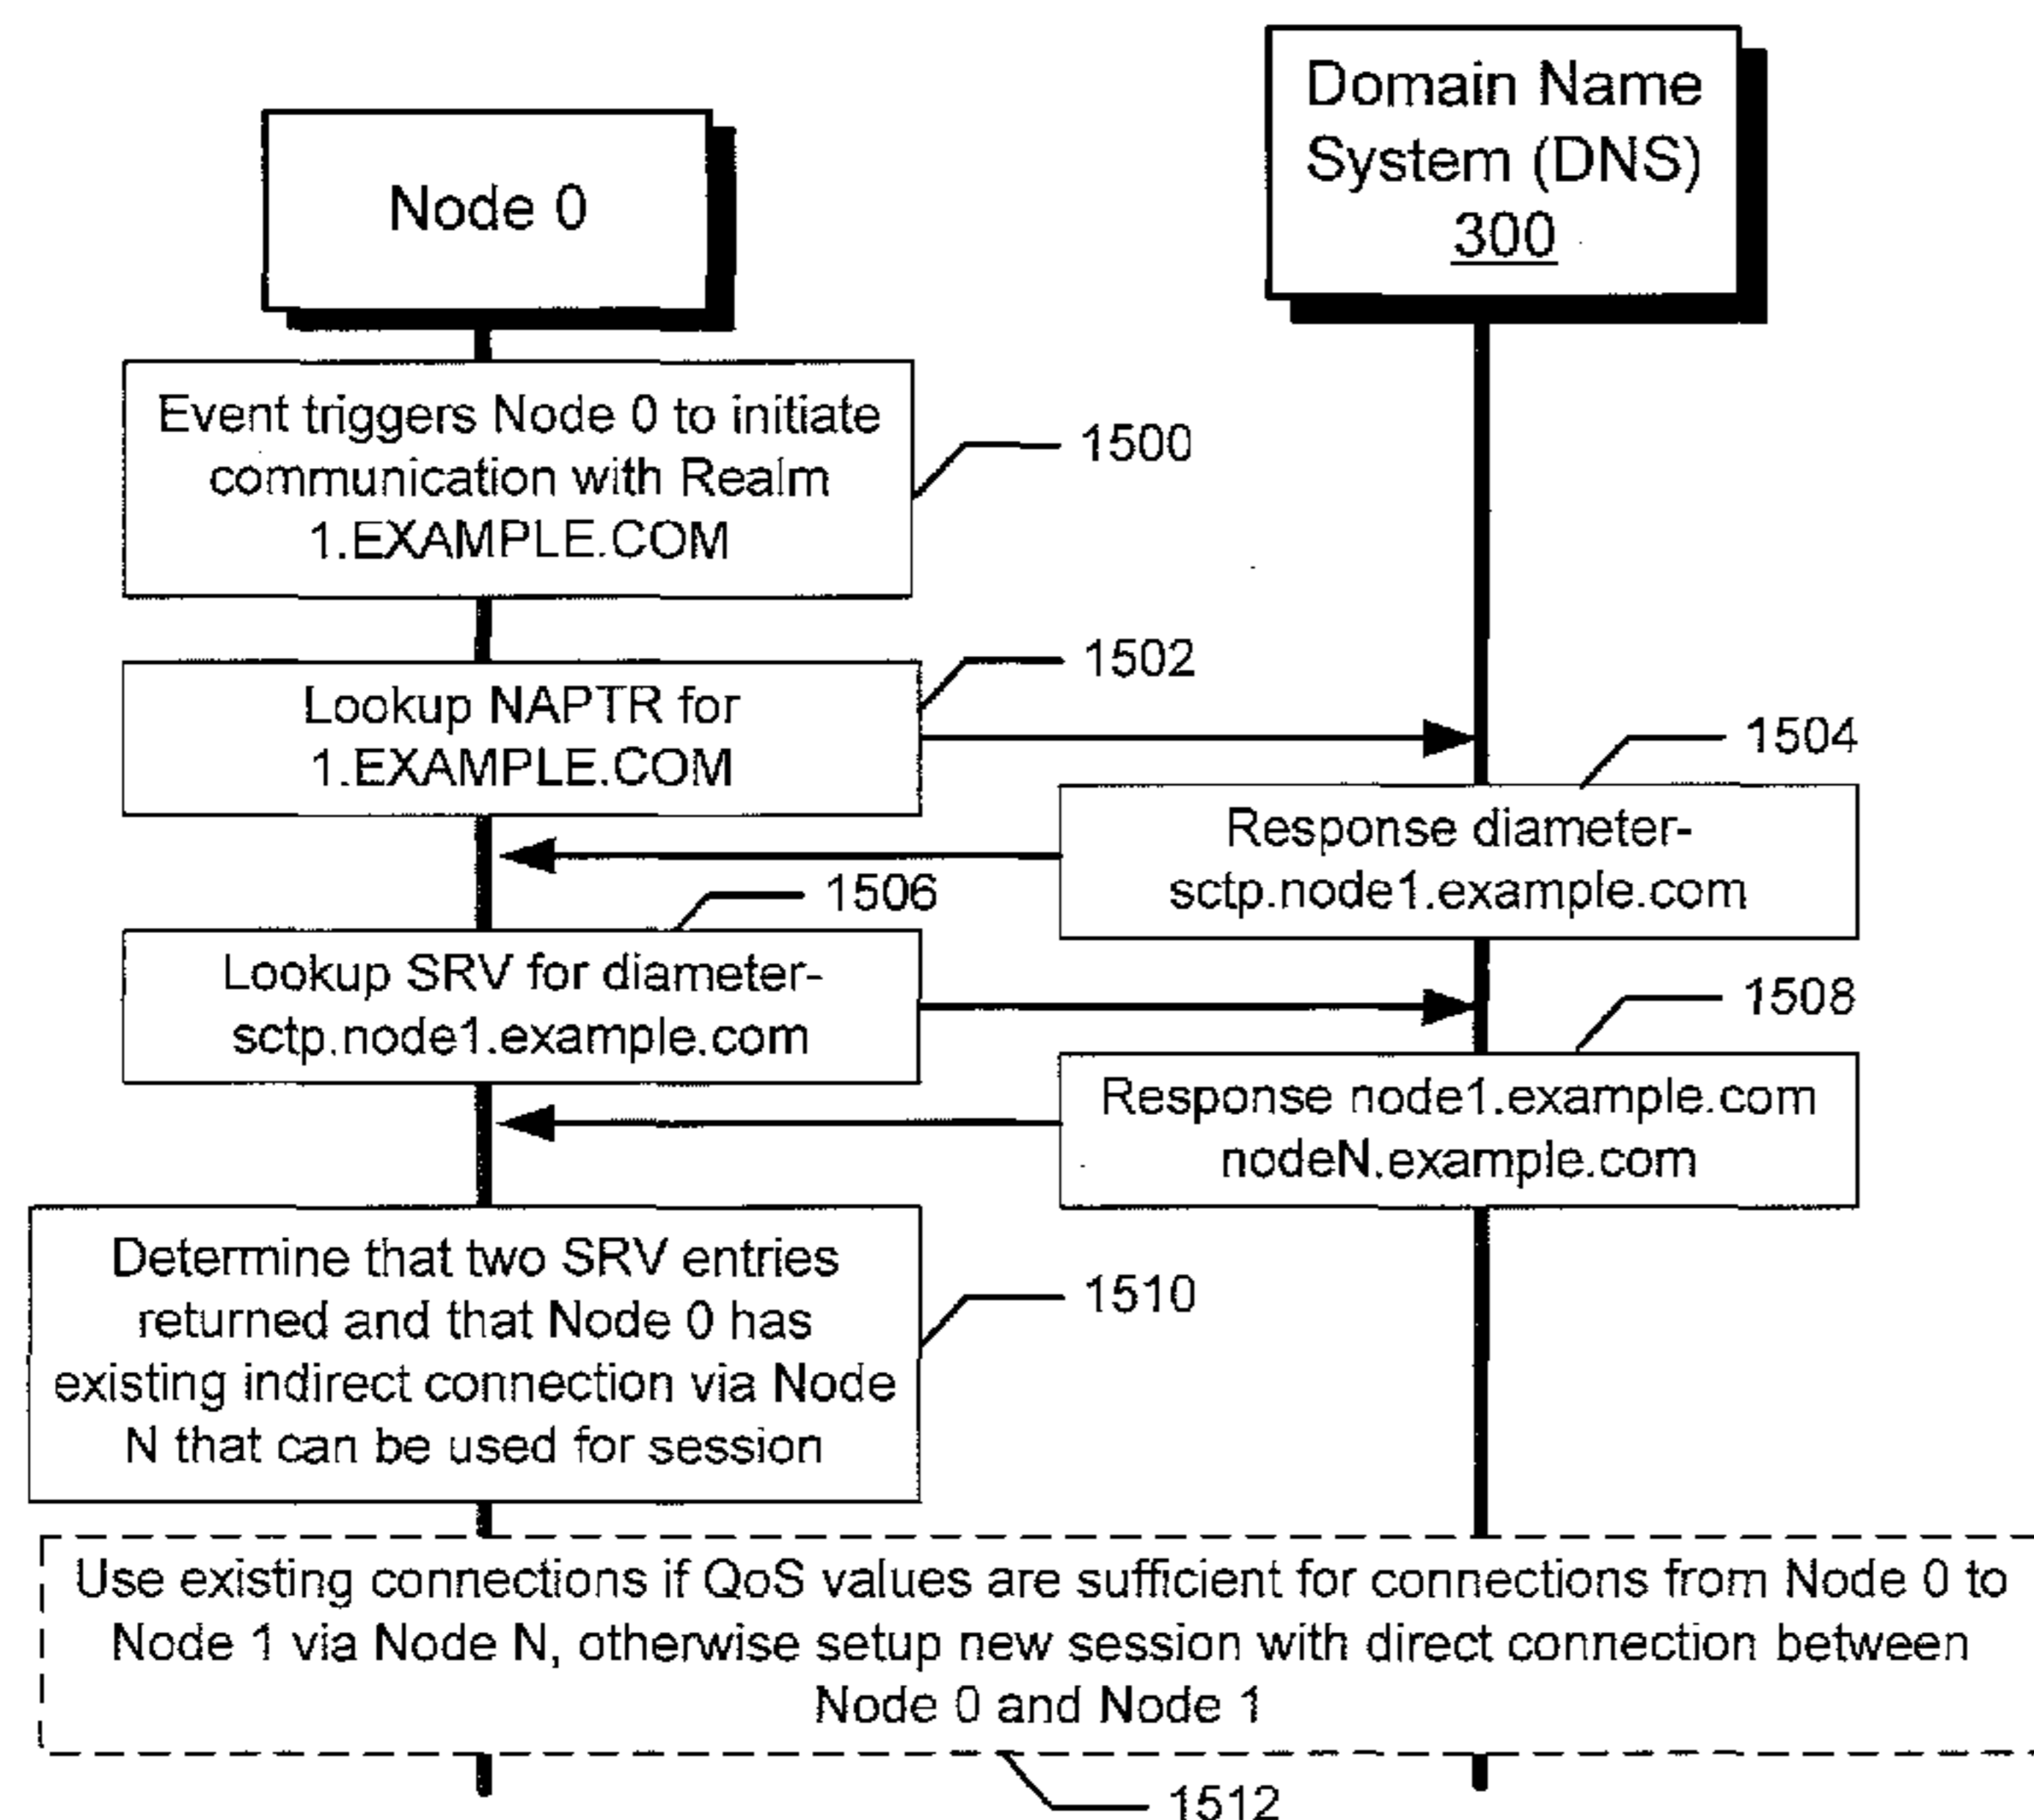 Node 0
Domain Name
System (DNS)
300
Event triggers Node 0 to initiate
communication with Realm
1.EXAMPLE.COM
1500
Lookup NAPTR for
1.EXAMPLE.COM
1502
Response diameter-
sctp.node1.example.com
1504
Lookup SRV for diameter-
sctp.node1.example.com
1506
Response node1.example.com
nodeN.example.com
1508
Determine that two SRV entries
returned and that Node 0 has
existing indirect connection via Node
N that can be used for session
1510
Use existing connections if QoS values are sufficient for connections from Node 0 to
Node 1 via Node N, otherwise setup new session with direct connection between
Node 0 and Node 1
1512